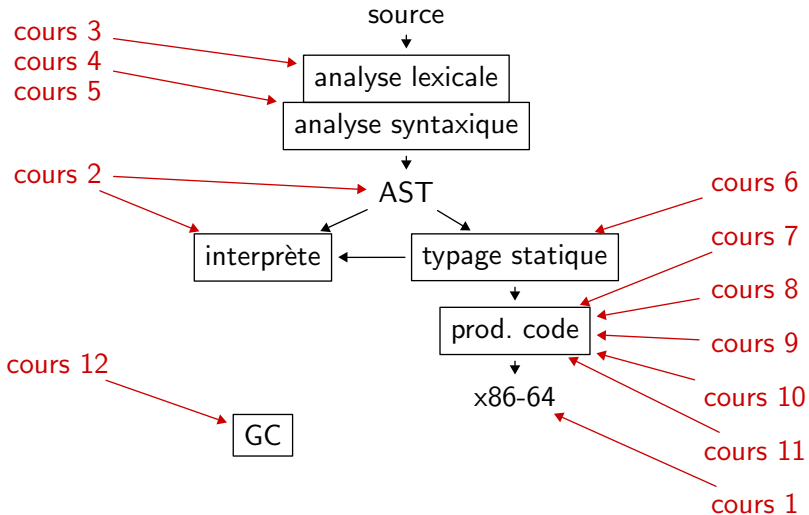 source
cours 3
cours 4
cours 5
analyse lexicale
analyse syntaxique
cours 2
AST
cours 6
cours 7
interprète
typage statique
cours 8
prod. code
cours 9
cours 12
x86-64
cours 10
GC
cours 11
cours 1